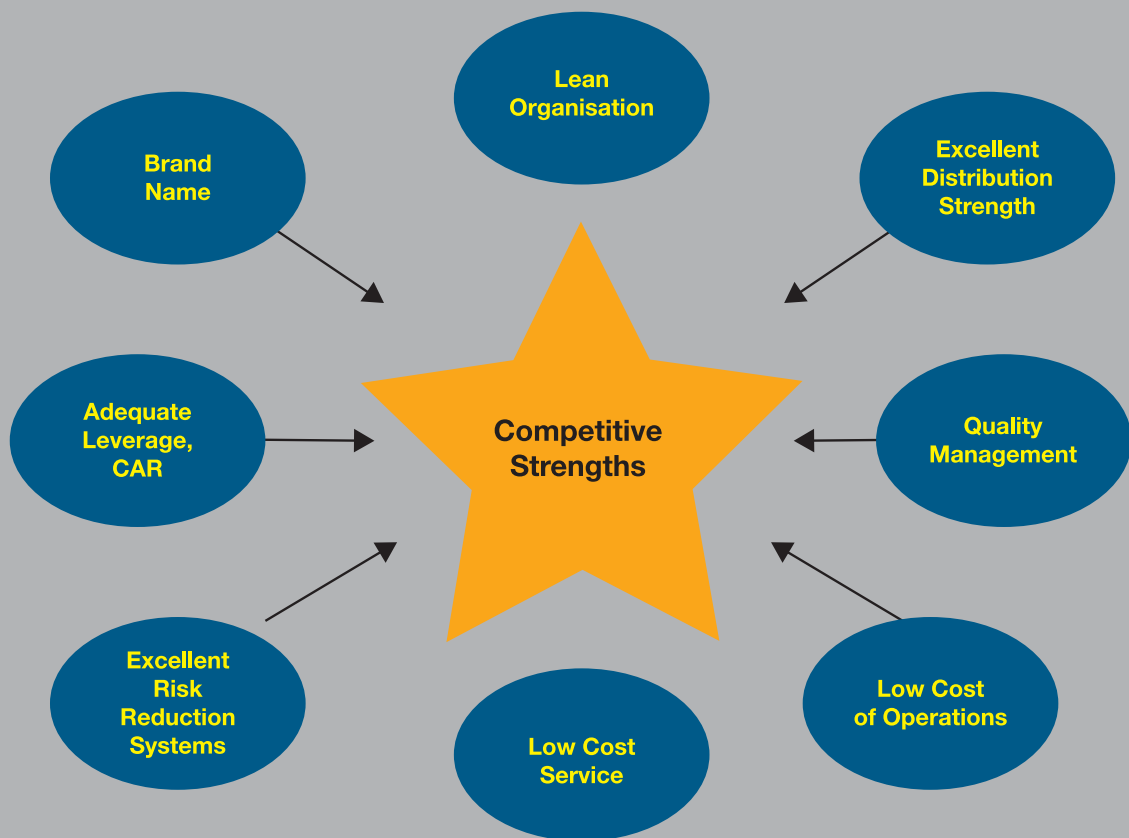 Lean
Organisation
Brand
Name
Excellent
Distribution
Strength
Adequate
Leverage,
CAR
Competitive
Strengths
Quality
Management
Excellent
Risk
Reduction
Systems
Low Cost
Service
Low Cost
of Operations